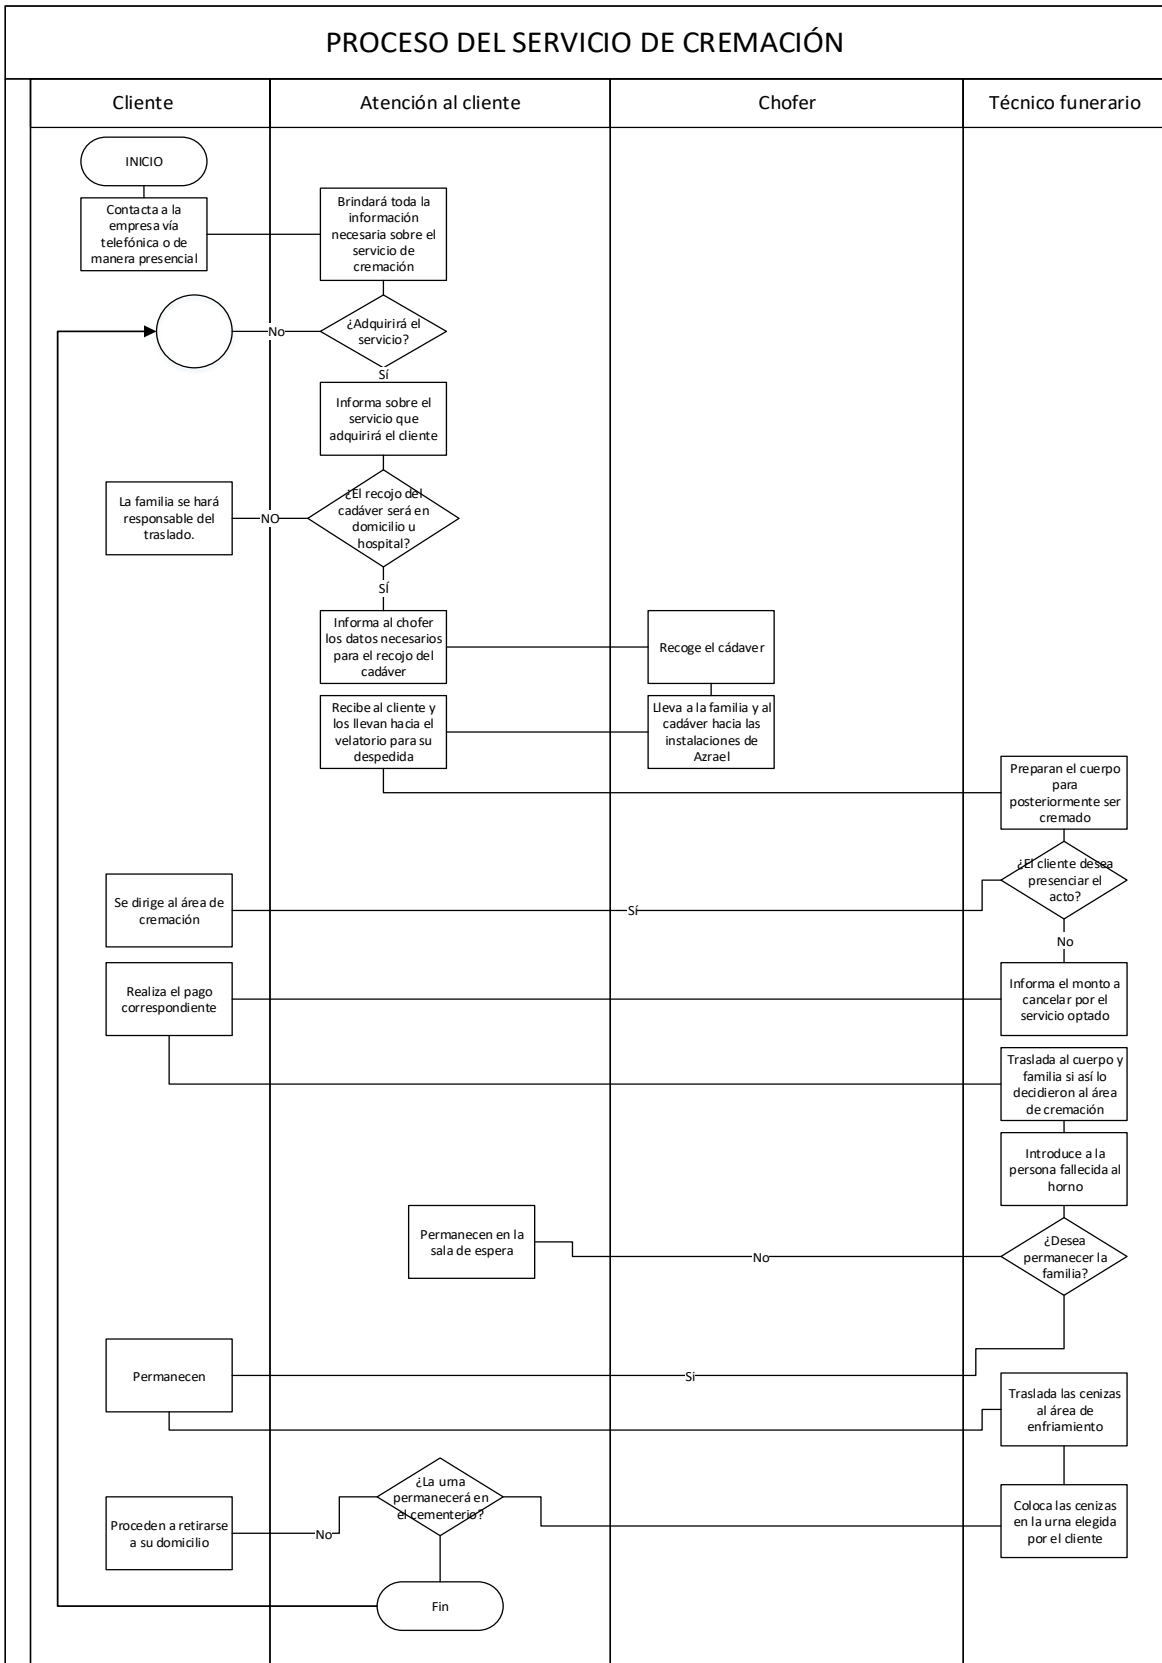 PROCESO DEL SERVICIO DE CREMACIÓN
Cliente
Atención al cliente
Chofer
Técnico funerario
INICIO
Contacta a la
empresa vía
telefónica o de
manera presencial
Brindará toda la
información
necesaria sobre el
servicio de
cremación
¿Adquirirá el
servicio?
No
Sí
Informa sobre el
servicio que
adquirirá el cliente
¿El recojo del
cadáver será en
domicilio u
hospital?
NO
La familia se hará
responsable del
traslado.
SÍ
Informa al chofer
los datos necesarios
para el recojo del
cadáver
Recoge el cádaver
Lleva a la familia y al
cadáver hacia las
instalaciones de
Azrael
Recibe al cliente y
los llevan hacia el
velatorio para su
despedida
Preparan el cuerpo
para
posteriormente ser
cremado
¿El cliente desea
presenciar el
acto?
Sí
Se dirige al área de
cremación
No
Informa el monto a
cancelar por el
servicio optado
Realiza el pago
correspondiente
Traslada al cuerpo y
familia si así lo
decidieron al área
de cremación
Introduce a la
persona fallecida al
horno
¿Desea
permanecer la
familia?
No
Permanecen en la
sala de espera
Si
Permanecen
Traslada las cenizas
al área de
enfriamiento
Coloca las cenizas
en la urna elegida
por el cliente
¿La urna
permanecerá en
el cementerio?
No
Proceden a retirarse
a su domicilio
Fin